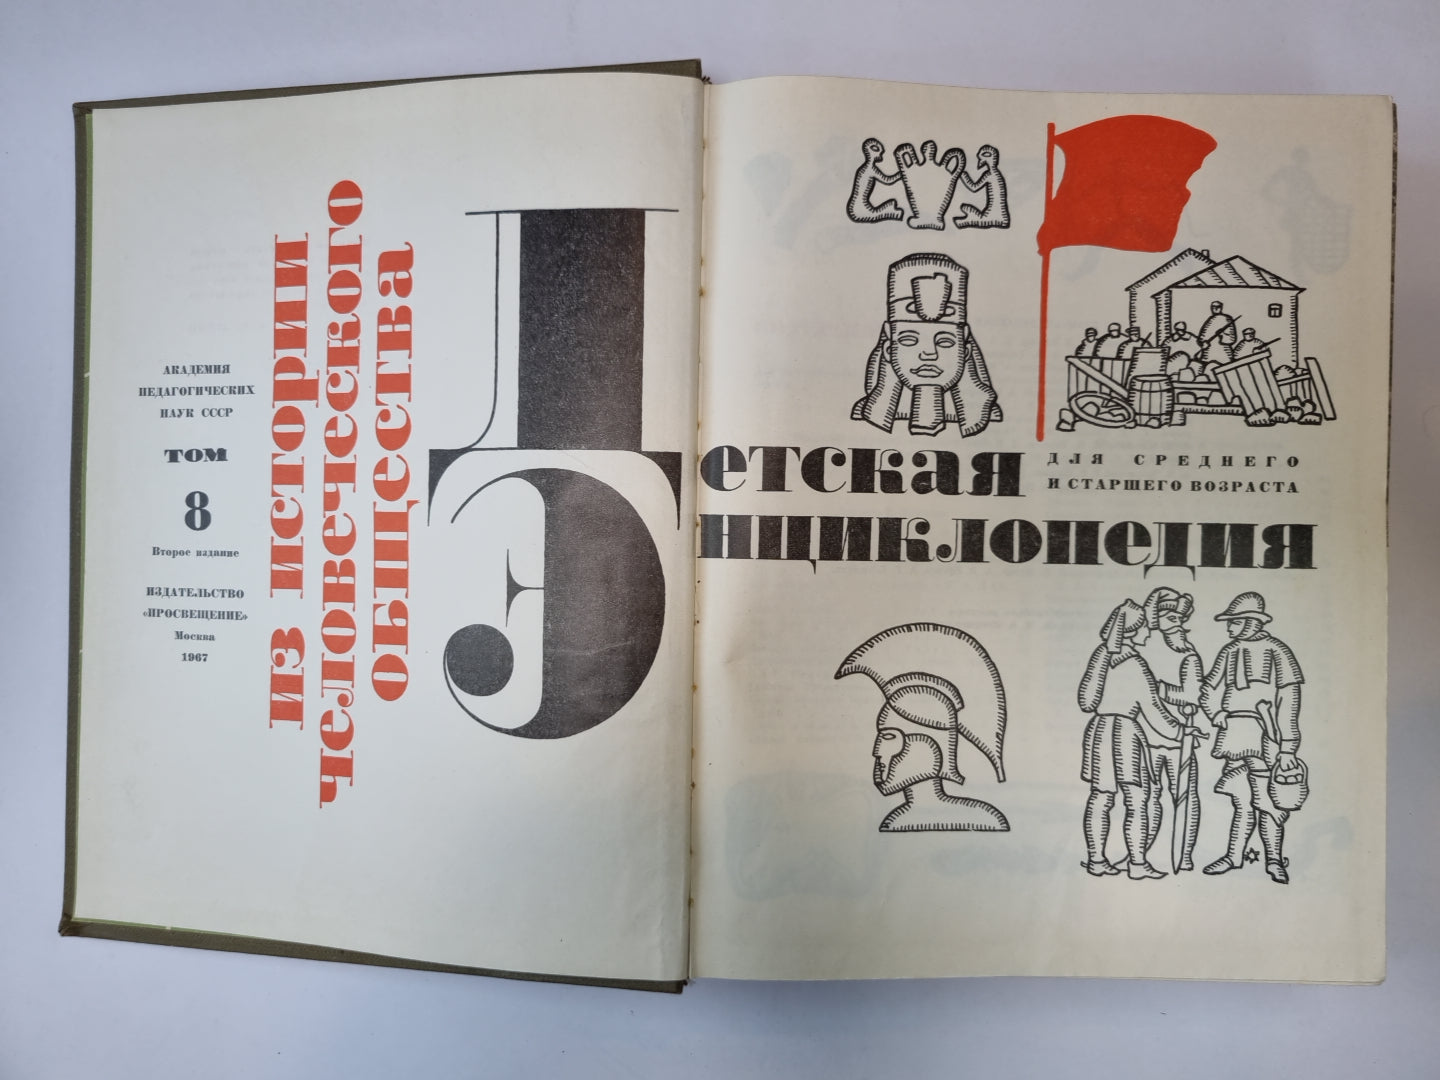 АКАДЕМИЯ
ПЕДАГОГИЧЕСКИХ
НАУК СССР
ТОМ
8
Второе издание
ИЗДАТЕЛЬСТВО
«ПРОСВЕЩЕНИЕ»
Москва
1967
ИЗ ИСТОРИИ
ЧЕЛОВЕЧЕСКОГО
ОБЩЕСТВА
Детская
Энциклопедия
ДЛЯ СРЕДНЕГО
И СТАРШЕГО ВОЗРАСТА